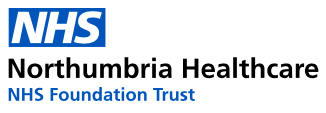 NHS
Northumbria Healthcare
NHS Foundation Trust